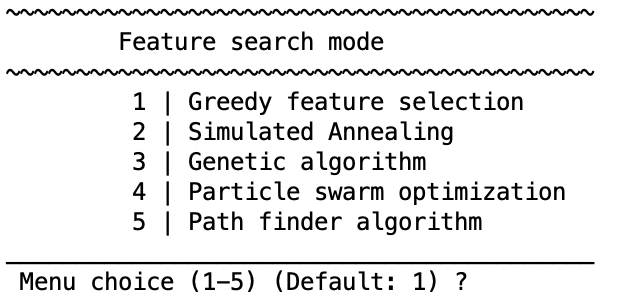 Feature search mode
1 | Greedy feature selection
2 | Simulated Annealing
3 | Genetic algorithm
4 | Particle swarm optimization
5 | Path finder algorithm
Menu choice (1-5) (Default: 1) ?